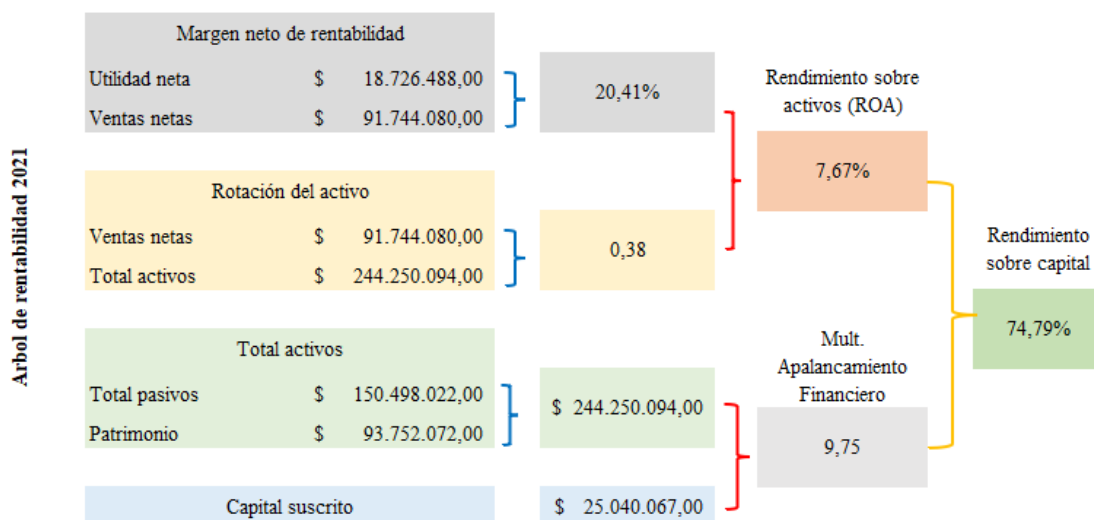 Arbol de rentabilidad 2021
Margen neto de rentabilidad
Utilidad neta $ 18.726.488,00
Ventas netas $ 91.744.080,00
20,41%
Rotación del activo
Ventas netas $ 91.744.080,00
Total activos $ 244.250.094,00
0,38
Rendimiento sobre
activos (ROA)
7,67%
Total activos
Total pasivos $ 150.498.022,00
Patrimonio $ 93.752.072,00
$ 244.250.094,00
Capital suscrito
$ 25.040.067,00
Mult.
Apalancamiento
Financiero
9,75
Rendimiento
sobre capital
74,79%